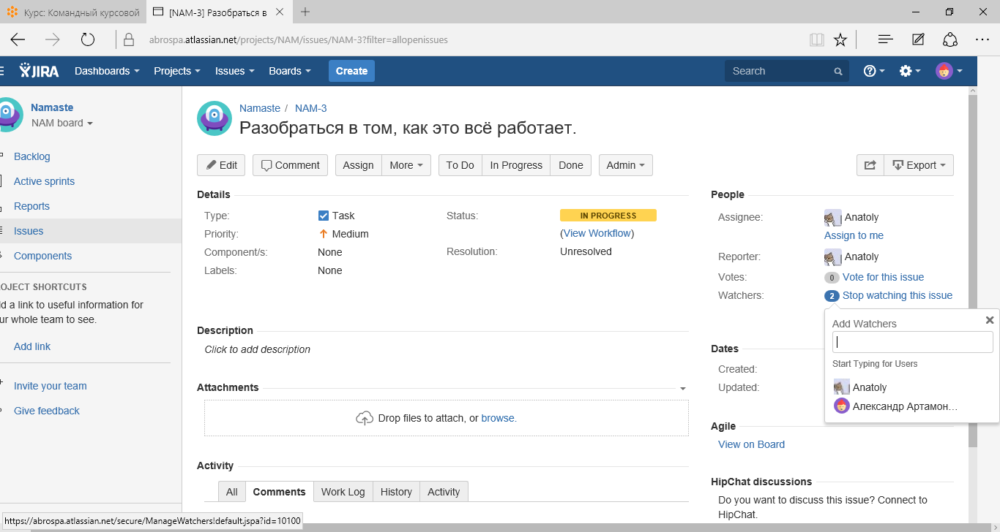 Курс: Командный курсовой
[NAM-3] Разобраться в
abrospa.atlassian.net/projects/NAM/issues/NAM-3?filter=allopenissues
JIRA Dashboards Projects Issues Boards Create Search
Namaste
NAM board
Backlog
Active sprints
Reports
Issues
Components
OJECT SHORTCUTS
d a link to useful information for
ur whole team to see.
Add link
Invite your team
Give feedback
Namaste / NAM-3
Разобраться в том, как это всё работает.
Edit Comment Assign More To Do In Progress Done Admin Export
Details
Type: Task
Priority: Medium
Component/s: None
Labels: None
Status: IN PROGRESS
(View Workflow)
Resolution: Unresolved
Description
Click to add description
Attachments
Drop files to attach, or browse.
Activity
All Comments Work Log History Activity
People
Assignee: Anatoly
Assign to me
Reporter: Anatoly
Votes: 0 Vote for this issue
Watchers: 2 Stop watching this issue
Add Watchers
Start Typing for Users
Anatoly
Александр Артамон...
Dates
Created:
Updated:
Agile
View on Board
HipChat discussions
Do you want to discuss this issue? Connect to
HipChat.
https://abrospa.atlassian.net/secure/ManageWatchers!default.jspa?id=10100